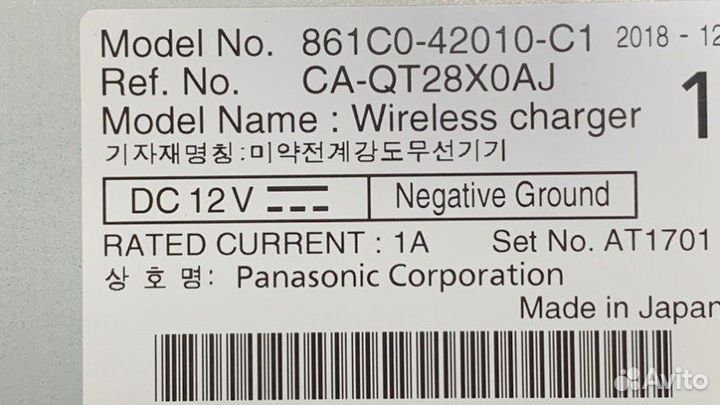 Model No. 861C0-42010-C1 2018 - 12
Ref. No. CA-QT28X0AJ
1
Model Name : Wireless charger
기자재명칭:미약전계강도무선기기
DC 12 V Negative Ground
RATED CURRENT : 1A Set No. AT1701
상 호 명: Panasonic Corporation
Made in Japan
Avito